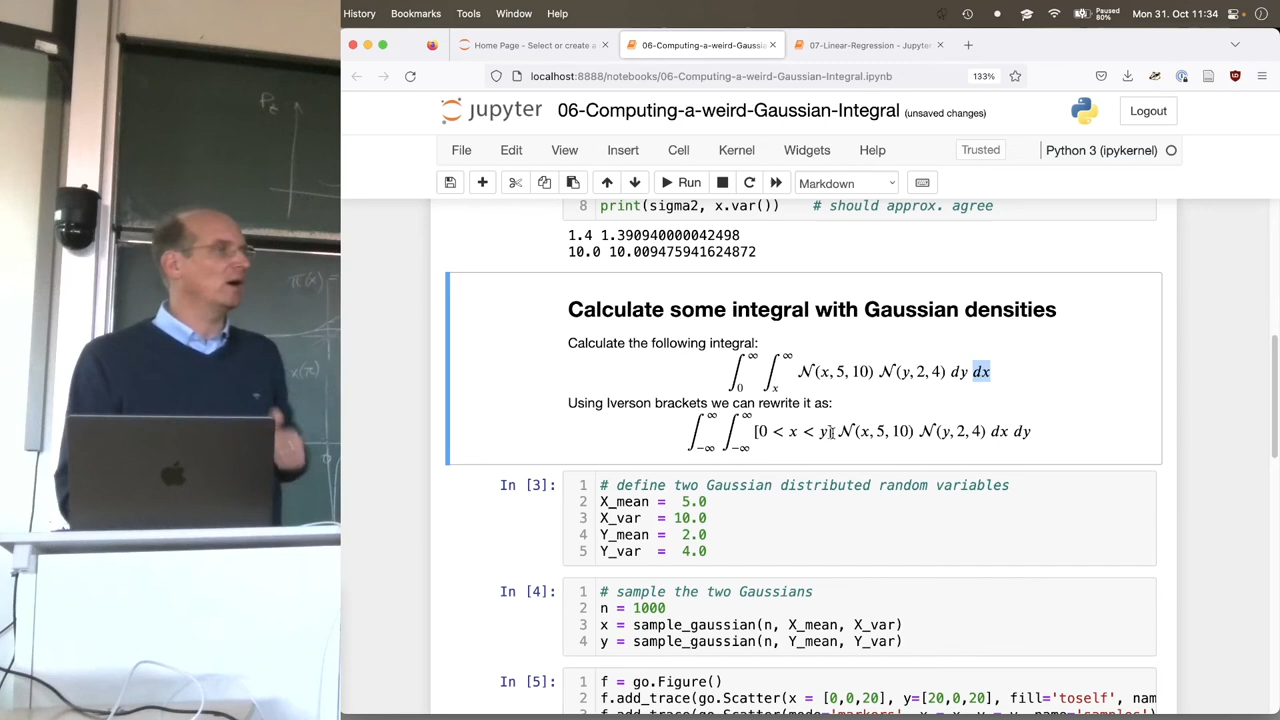 History Bookmarks Tools Window Help
Paused 80% Mon 31. Oct 11:34
Home Page - Select or create a
06-Computing-a-weird-Gaussia
07-Linear-Regression - Jupyter
localhost:8888/notebooks/06-Computing-a-weird-Gaussian-Integral.ipynb
133%
jupyter 06-Computing-a-weird-Gaussian-Integral (unsaved changes)
Logout
File Edit View Insert Cell Kernel Widgets Help
Trusted
Python 3 (ipykernel)
Run
Markdown
8 print(sigma2, x.var()) # should approx. agree
1.4 1.390940000042498
10.0 10.009475941624872
Calculate some integral with Gaussian densities
Calculate the following integral:
∫₀^∞ ∫ₓ^∞ 𝒩(x, 5, 10) 𝒩(y, 2, 4) dy dx
Using Iverson brackets we can rewrite it as:
∫₋∞^∞ ∫₋∞^∞ [0 < x < y] 𝒩(x, 5, 10) 𝒩(y, 2, 4) dx dy
In [3]:
1 # define two Gaussian distributed random variables
2 X_mean = 5.0
3 X_var = 10.0
4 Y_mean = 2.0
5 Y_var = 4.0
In [4]:
1 # sample the two Gaussians
2 n = 1000
3 x = sample_gaussian(n, X_mean, X_var)
4 y = sample_gaussian(n, Y_mean, Y_var)
In [5]:
1 f = go.Figure()
2 f.add_trace(go.Scatter(x = [0,0,20], y=[20,0,20], fill='toself', nam
P_t
π(x)
x(π)